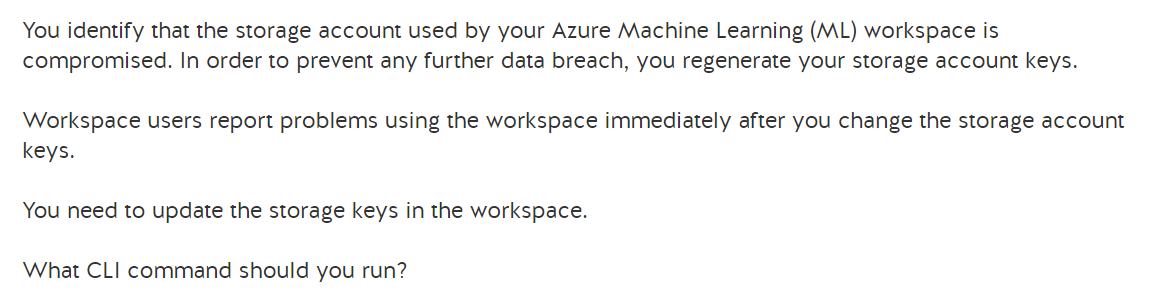 You identify that the storage account used by your Azure Machine Learning (ML) workspace is
compromised. In order to prevent any further data breach, you regenerate your storage account keys.
Workspace users report problems using the workspace immediately after you change the storage account
keys.
You need to update the storage keys in the workspace.
What CLI command should you run?